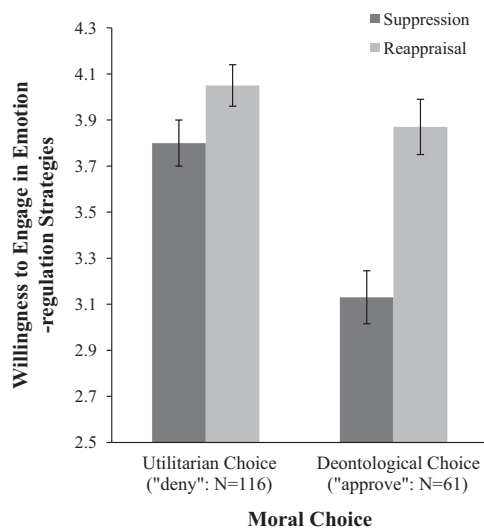 Suppression
Reappraisal
4.3
4.1
3.9
3.7
3.5
3.3
3.1
2.9
2.7
2.5
Willingness to Engage in Emotion
-regulation Strategies
Utilitarian Choice
("deny": N=116)
Deontological Choice
("approve": N=61)
Moral Choice